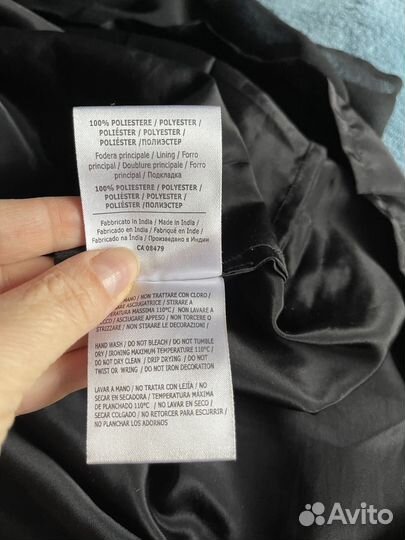 100% POLIESTERE / POLYESTER /
POLIÉSTER / POLYESTER /
POLIÉSTER /ПОЛИЭСТЕР
Fodera principale / Lining / Forro
principal / Doublure principale / Forro
principal / Подкладка
100% POLIESTERE / POLYESTER /
POLIÉSTER / POLYESTER /
POLIÉSTER /ПОЛИЭСТЕР
Fabbricato in India / Made in India /
Fabricado en India / Fabriqué en Inde /
Fabricado na Índia / Произведено в Индии
CA 08479
MANO / NON TRATTARE CON CLORO /
ASCIUGATRICE / STIRARE A
MASSIMA 110°C / NON LAVARE A
SECCO / ASCIUGARE APPESO / NON TORCERE O
STRIZZARE / NON STIRARE LE DECORAZIONI
HAND WASH / DO NOT BLEACH / DO NOT TUMBLE
DRY / IRONING MAXIMUM TEMPERATURE 110°C /
DO NOT DRY CLEAN / DRIP DRYING / DO NOT
TWIST OR WRING / DO NOT IRON DECORATION
LAVAR A MANO / NO TRATAR CON LEJÍA / NO
SECAR EN SECADORA / TEMPERATURA MÁXIMA
DE PLANCHADO 110°C / NO LAVAR EN SECO /
SECAR COLGADO / NO RETORCER PARA ESCURRIR /
NO PLANCHAR LOS ADORNOS
Avito